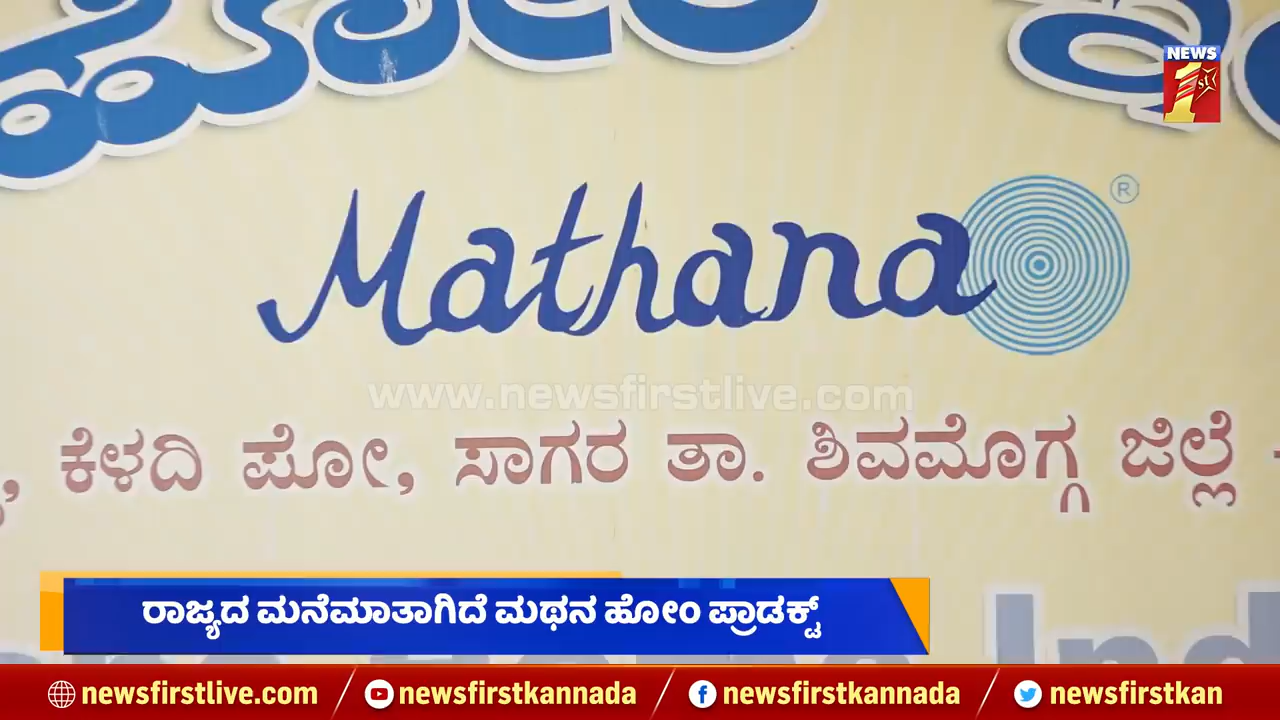 NEWS
1st
Mathana ®
www.newsfirstlive.com
ಕೆಳದಿ ಪೋ, ಸಾಗರ ತಾ. ಶಿವಮೊಗ್ಗ ಜಿಲ್ಲೆ -
ರಾಜ್ಯದ ಮನೆಮಾತಾಗಿದೆ ಮಥನ ಹೋಂ ಪ್ರಾಡಕ್ಟ್
newsfirstlive.com newsfirstkannada newsfirstkannada newsfirstkan